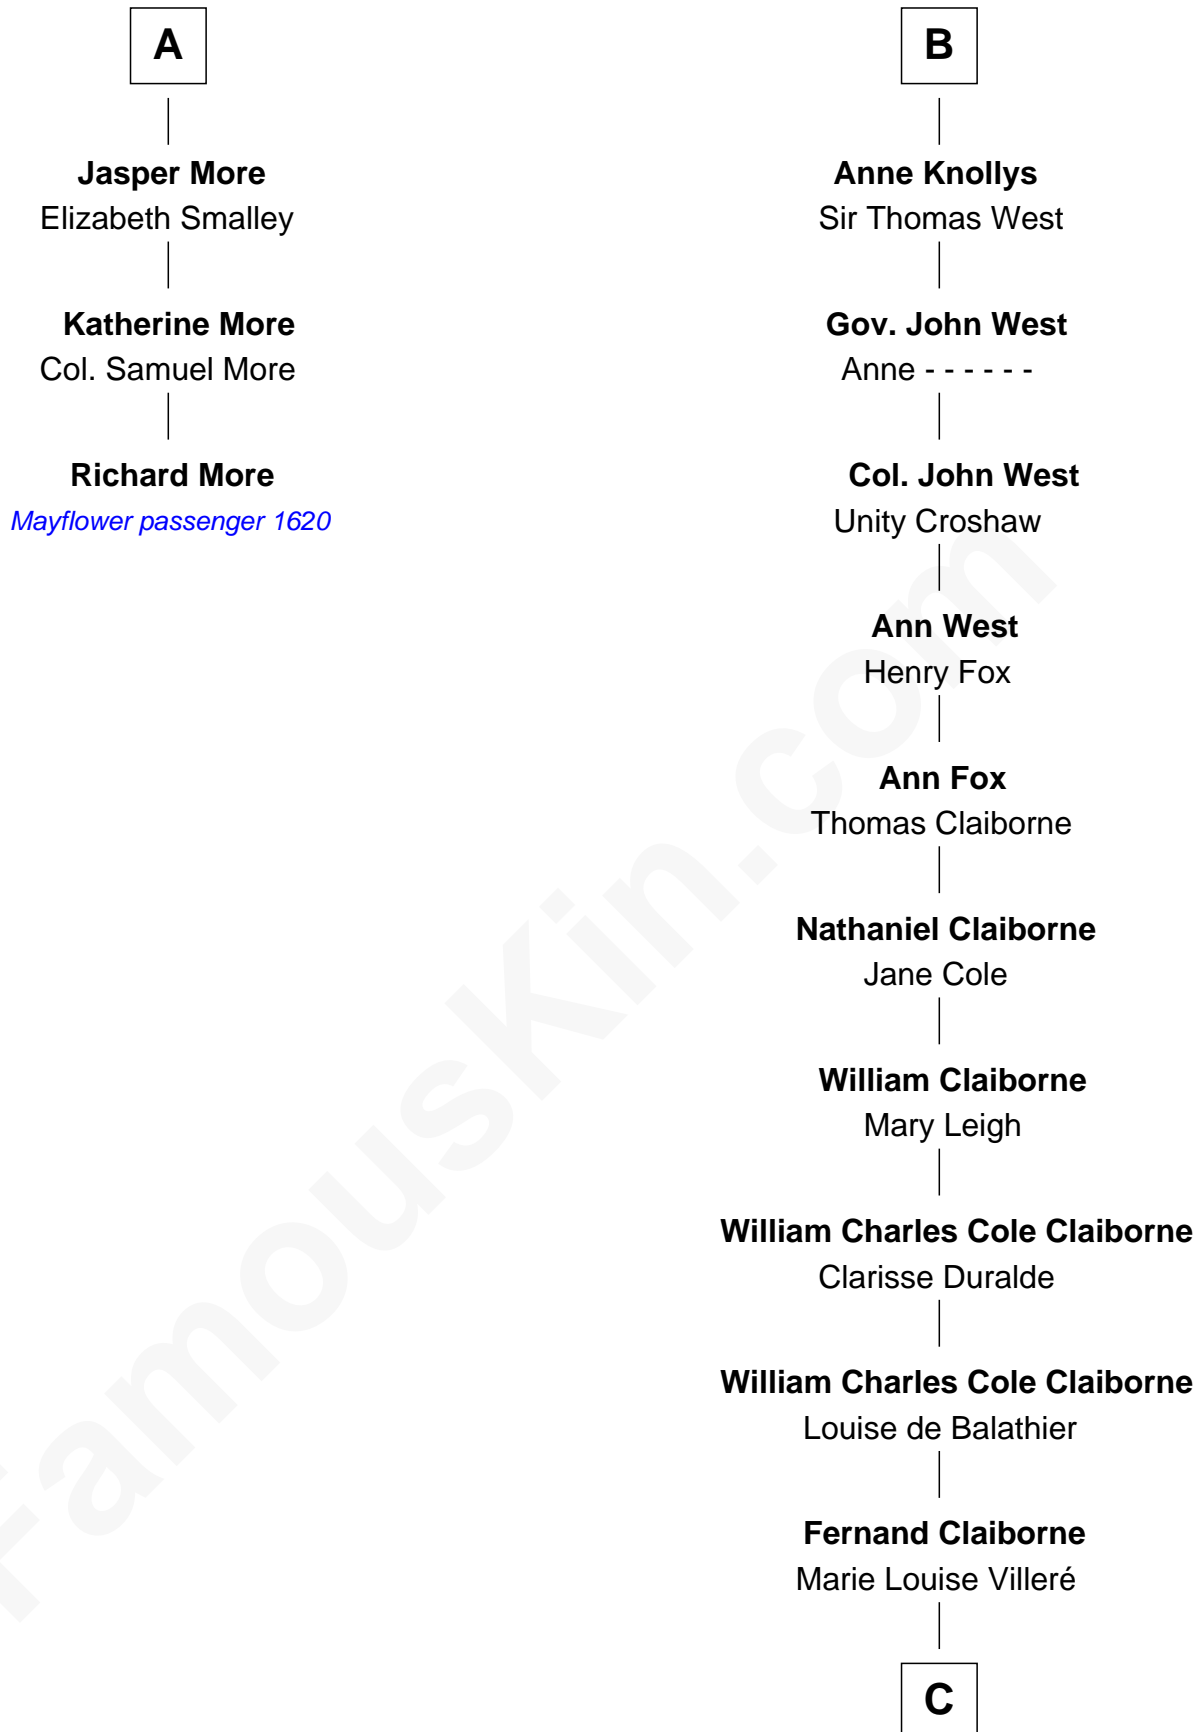 A
Jasper More
Elizabeth Smalley
Katherine More
Col. Samuel More
Richard More
Mayflower passenger 1620
B
Anne Knollys
Sir Thomas West
Gov. John West
Anne - - - - - -
Col. John West
Unity Croshaw
Ann West
Henry Fox
Ann Fox
Thomas Claiborne
Nathaniel Claiborne
Jane Cole
William Claiborne
Mary Leigh
William Charles Cole Claiborne
Clarisse Duralde
William Charles Cole Claiborne
Louise de Balathier
Fernand Claiborne
Marie Louise Villeré
C
FamousKin.com